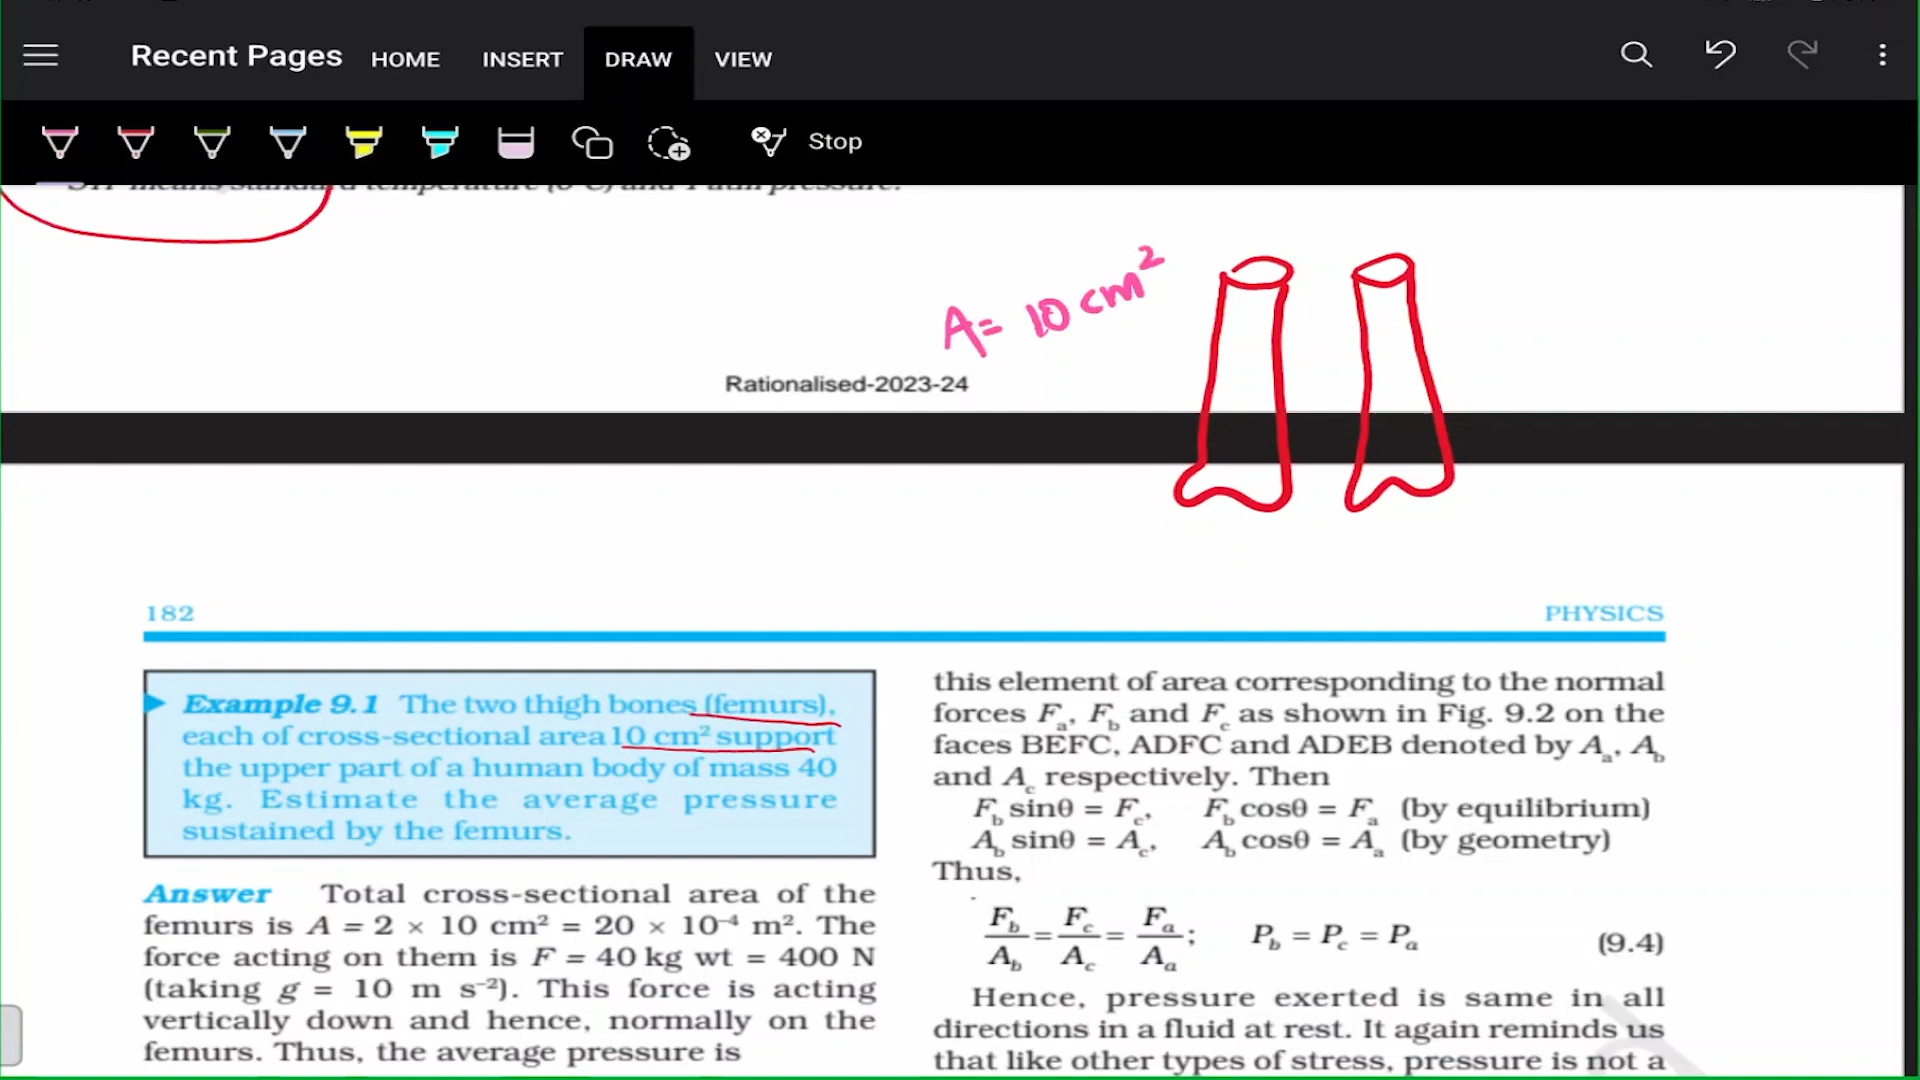 Recent Pages HOME INSERT DRAW VIEW
Stop
STP means standard temperature (0°C) and 1 atm pressure.
A = 10 cm²
Rationalised-2023-24
182
PHYSICS
Example 9.1 The two thigh bones (femurs),
each of cross-sectional area 10 cm² support
the upper part of a human body of mass 40
kg. Estimate the average pressure
sustained by the femurs.
Answer Total cross-sectional area of the
femurs is A = 2 × 10 cm² = 20 × 10⁻⁴ m². The
force acting on them is F = 40 kg wt = 400 N
(taking g = 10 m s⁻²). This force is acting
vertically down and hence, normally on the
femurs. Thus, the average pressure is
this element of area corresponding to the normal
forces Fa, Fb and Fc as shown in Fig. 9.2 on the
faces BEFC, ADFC and ADEB denoted by Aa, Ab
and Ac respectively. Then
Fb sinθ = Fc, Fb cosθ = Fa (by equilibrium)
Ab sinθ = Ac, Ab cosθ = Aa (by geometry)
Thus,
Fb/Ab = Fc/Ac = Fa/Aa; Pb = Pc = Pa (9.4)
Hence, pressure exerted is same in all
directions in a fluid at rest. It again reminds us
that like other types of stress, pressure is not a